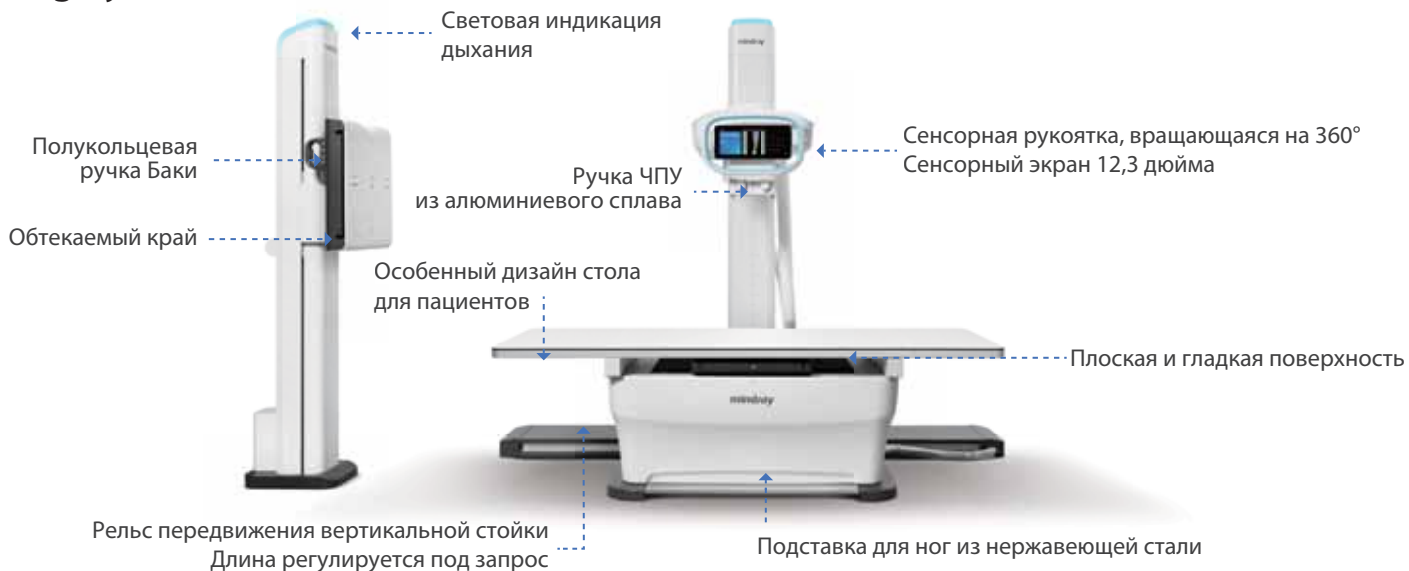 Световая индикация
дыхания
Полукольцевая
ручка Баки
Обтекаемый край
mindray
Сенсорная рукоятка, вращающаяся на 360°
Сенсорный экран 12,3 дюйма
Ручка ЧПУ
из алюминиевого сплава
Особенный дизайн стола
для пациентов
Плоская и гладкая поверхность
mindray
Рельс передвижения вертикальной стойки
Длина регулируется под запрос
Подставка для ног из нержавеющей стали